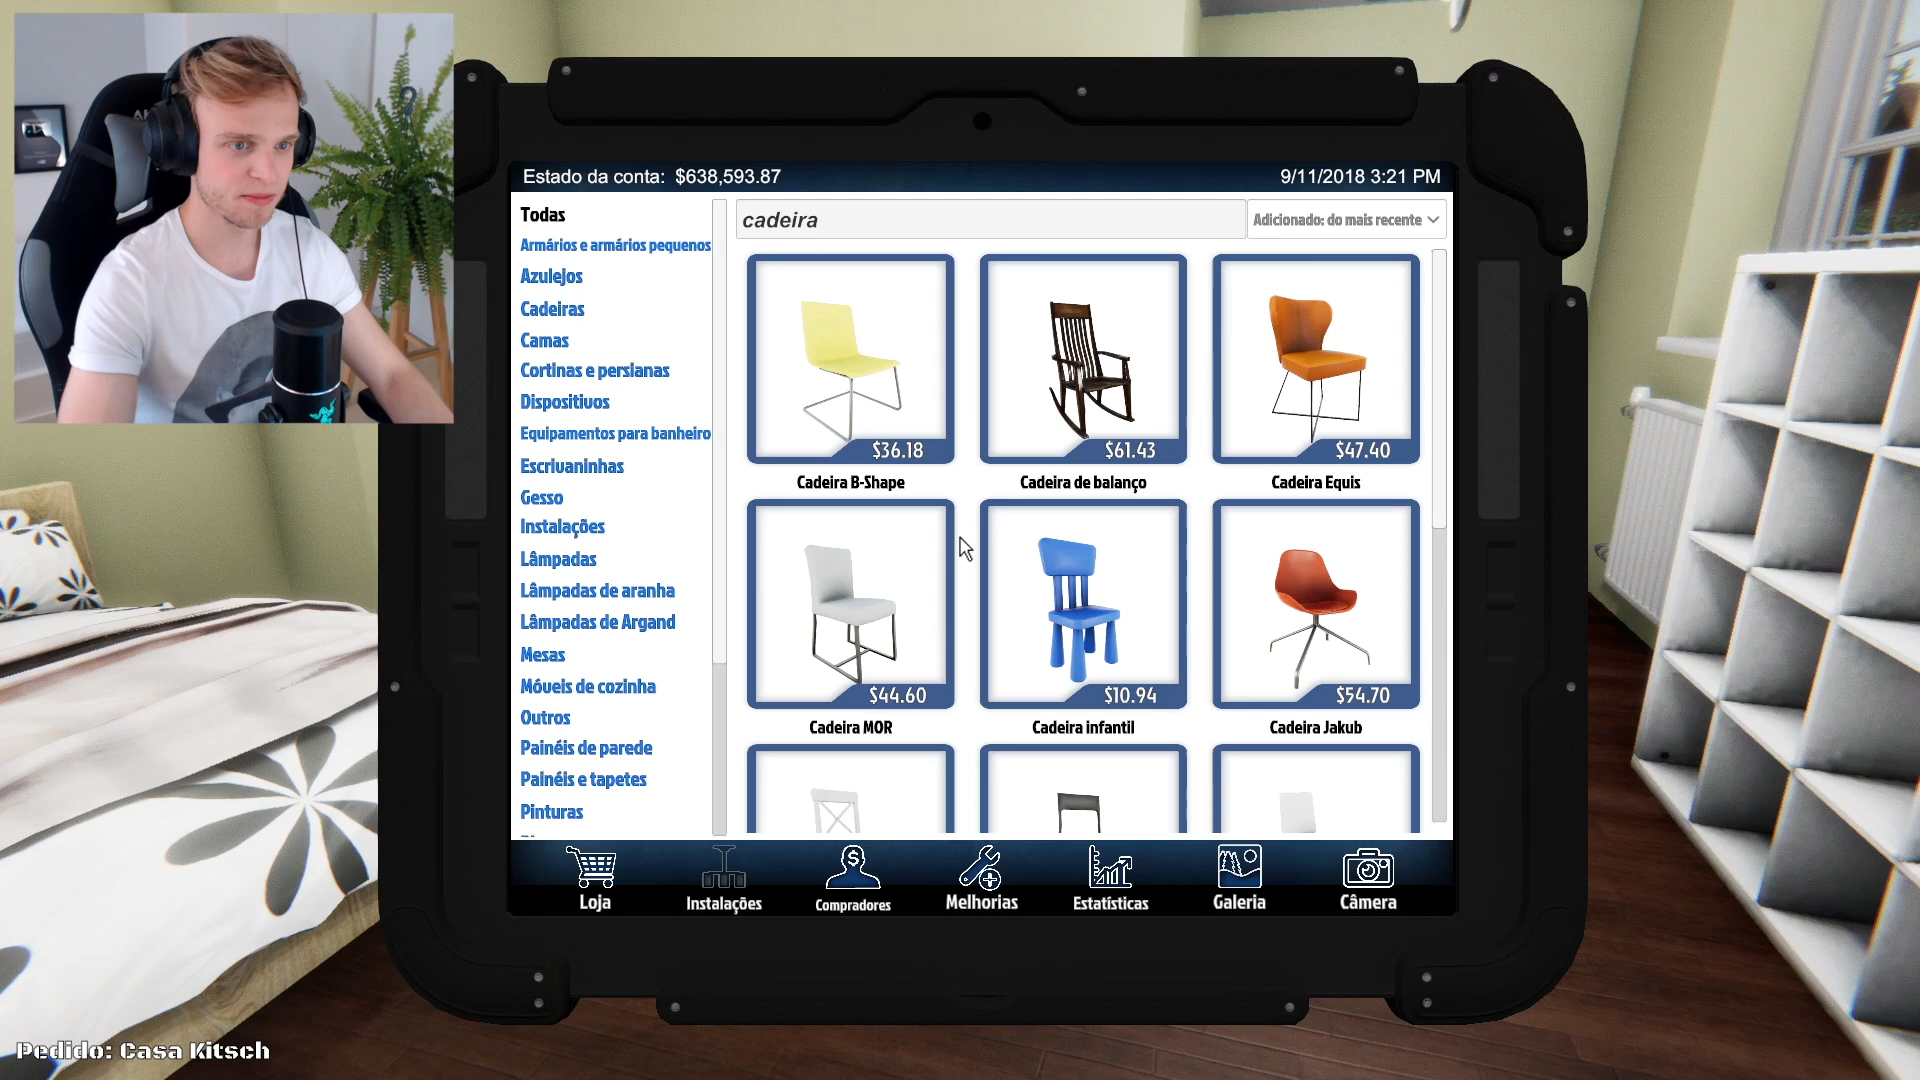 Estado da conta: $638,593.87
9/11/2018 3:21 PM
Todas
Armários e armários pequenos
Azulejos
Cadeiras
Camas
Cortinas e persianas
Dispositivos
Equipamentos para banheiro
Escrivaninhas
Gesso
Instalações
Lâmpadas
Lâmpadas de aranha
Lâmpadas de Argand
Mesas
Móveis de cozinha
Outros
Painéis de parede
Painéis e tapetes
Pinturas
cadeira
Adicionado: do mais recente
$36.18
$61.43
$47.40
Cadeira B-Shape
Cadeira de balanço
Cadeira Equis
$44.60
$10.94
$54.70
Cadeira MOR
Cadeira infantil
Cadeira Jakub
Loja
Instalações
Compradores
Melhorias
Estatísticas
Galeria
Câmera
Pedido: Casa Kitsch